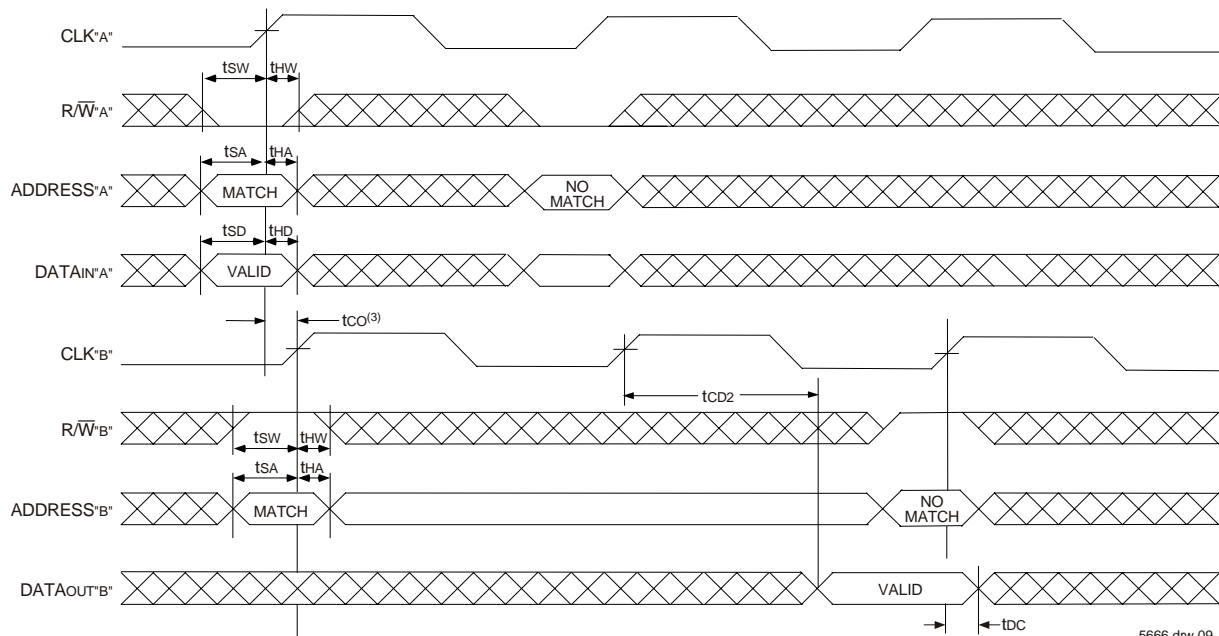 CLK"A"
tSW tHW
R/W̅"A"
tSA tHA
ADDRESS"A" MATCH NO MATCH
tSD tHD
DATAIN"A" VALID
tCO(3)
CLK"B"
tCD2
R/W̅"B"
tSW tHW
tSA tHA
ADDRESS"B" MATCH NO MATCH
DATAOUT"B" VALID
tDC
5666 drw 09